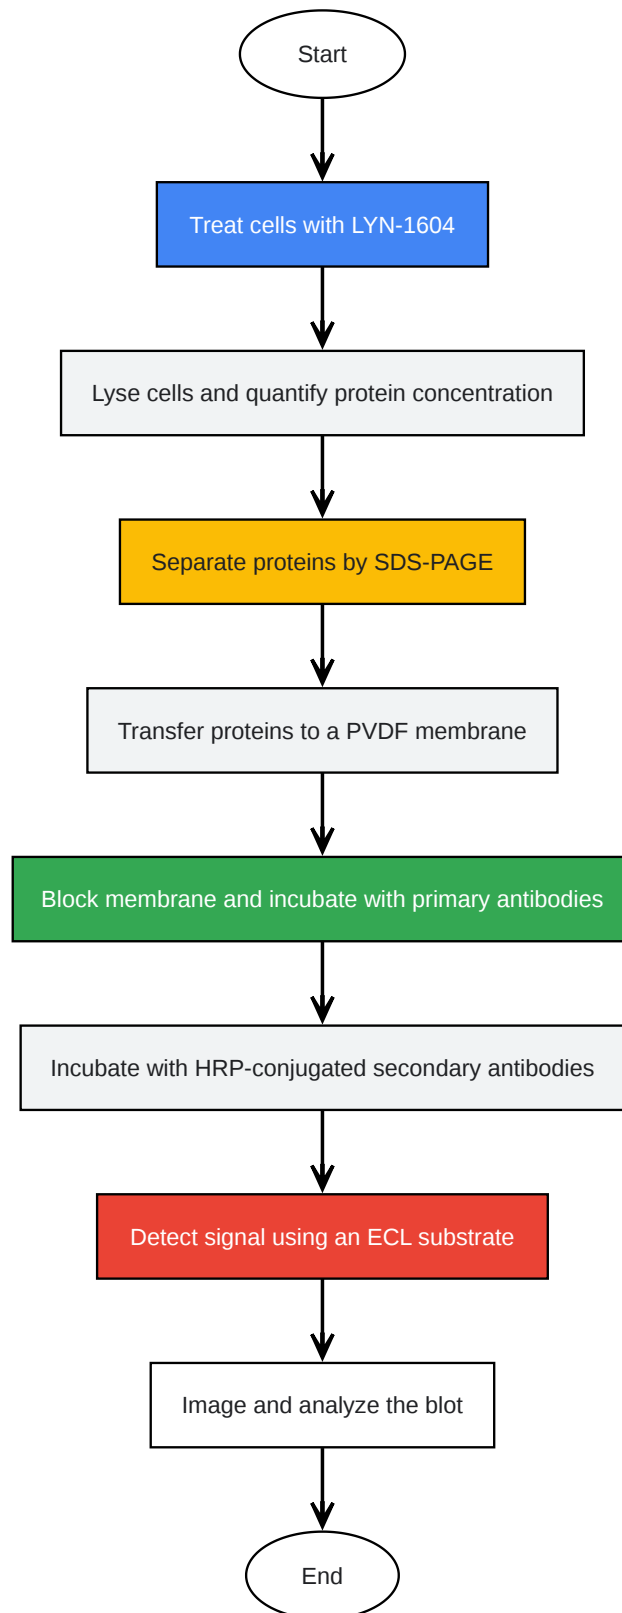 Start
Treat cells with LYN-1604
Lyse cells and quantify protein concentration
Separate proteins by SDS-PAGE
Transfer proteins to a PVDF membrane
Block membrane and incubate with primary antibodies
Incubate with HRP-conjugated secondary antibodies
Detect signal using an ECL substrate
Image and analyze the blot
End